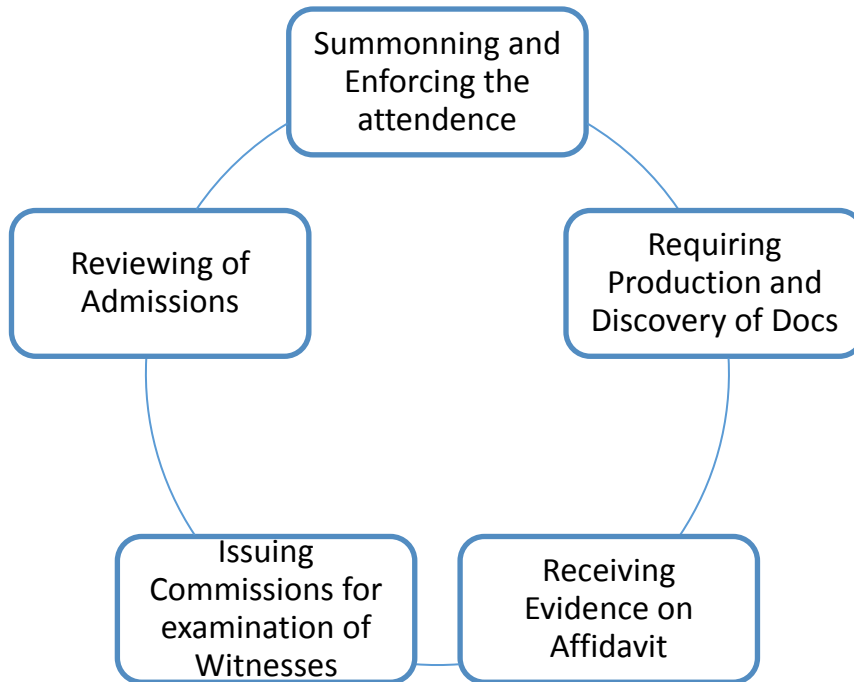 Summonning and
Enforcing the
attendence
Requiring
Production and
Discovery of Docs
Receiving
Evidence on
Affidavit
Issuing
Commissions for
examination of
Witnesses
Reviewing of
Admissions